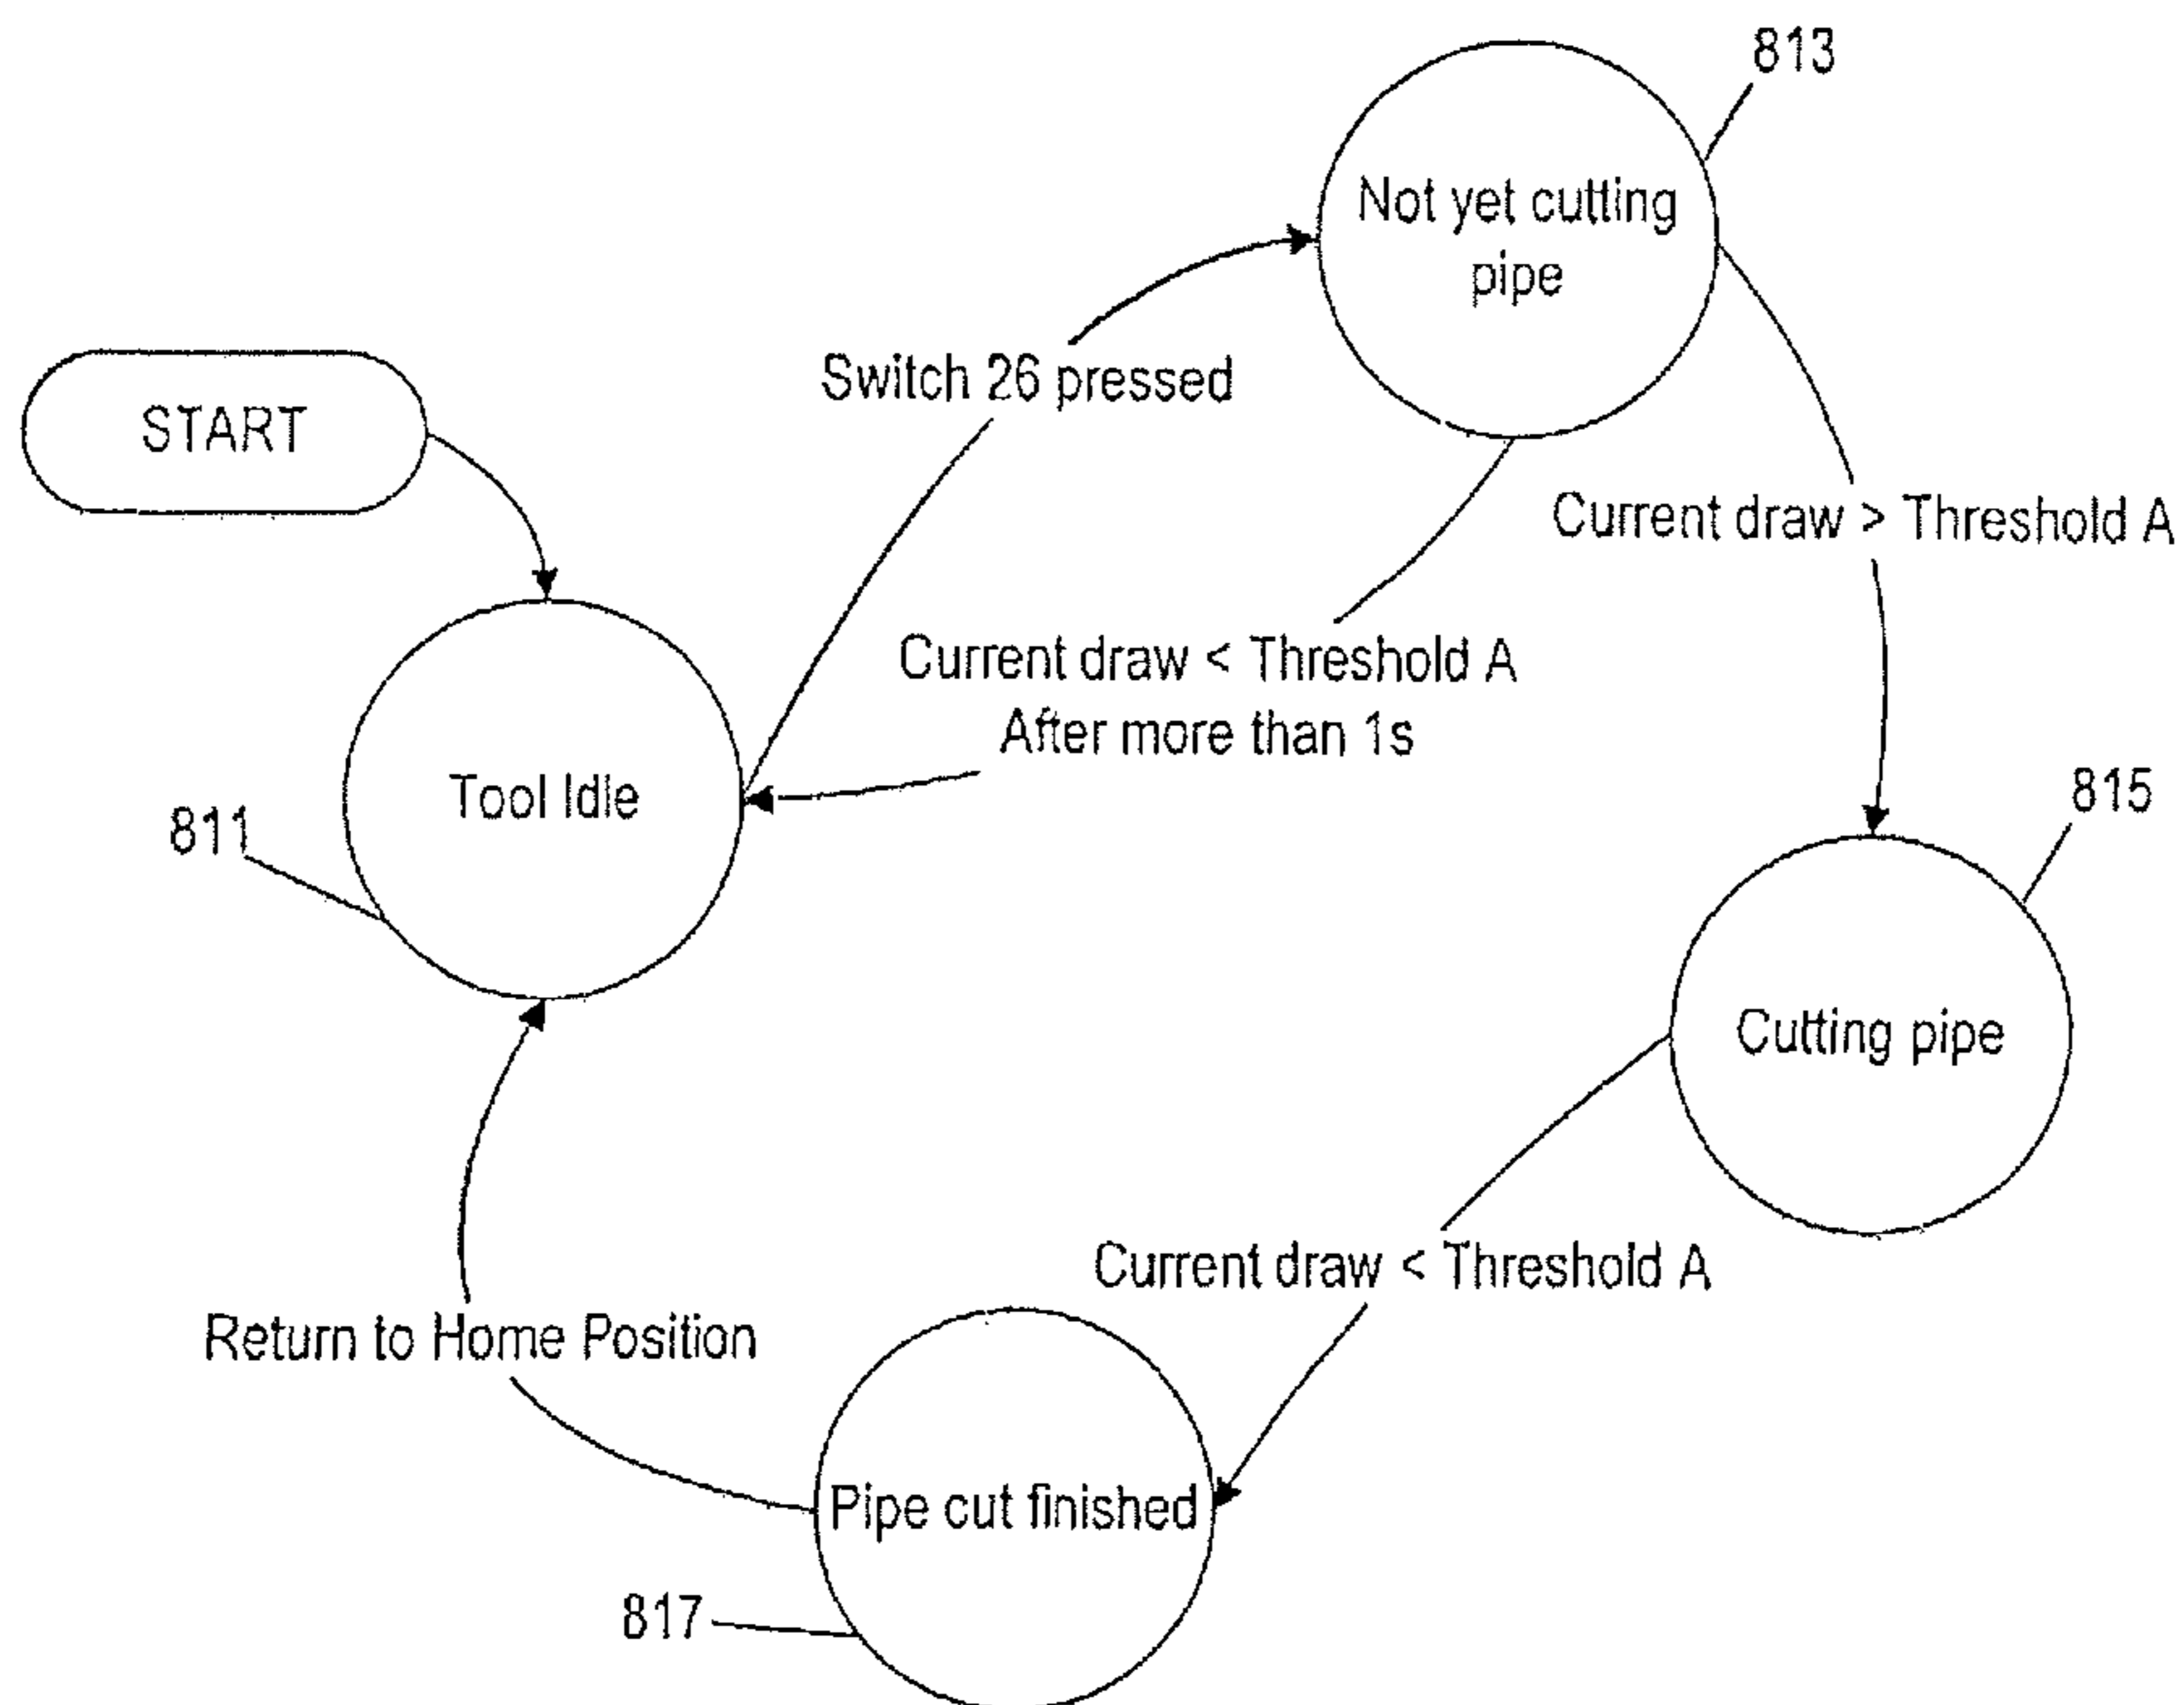 813
Not yet cutting
pipe
Switch 26 pressed
START
Current draw > Threshold A
Current draw < Threshold A
After more than 1s
Tool Idle
811
815
Cutting pipe
Current draw < Threshold A
Return to Home Position
Pipe cut finished
817